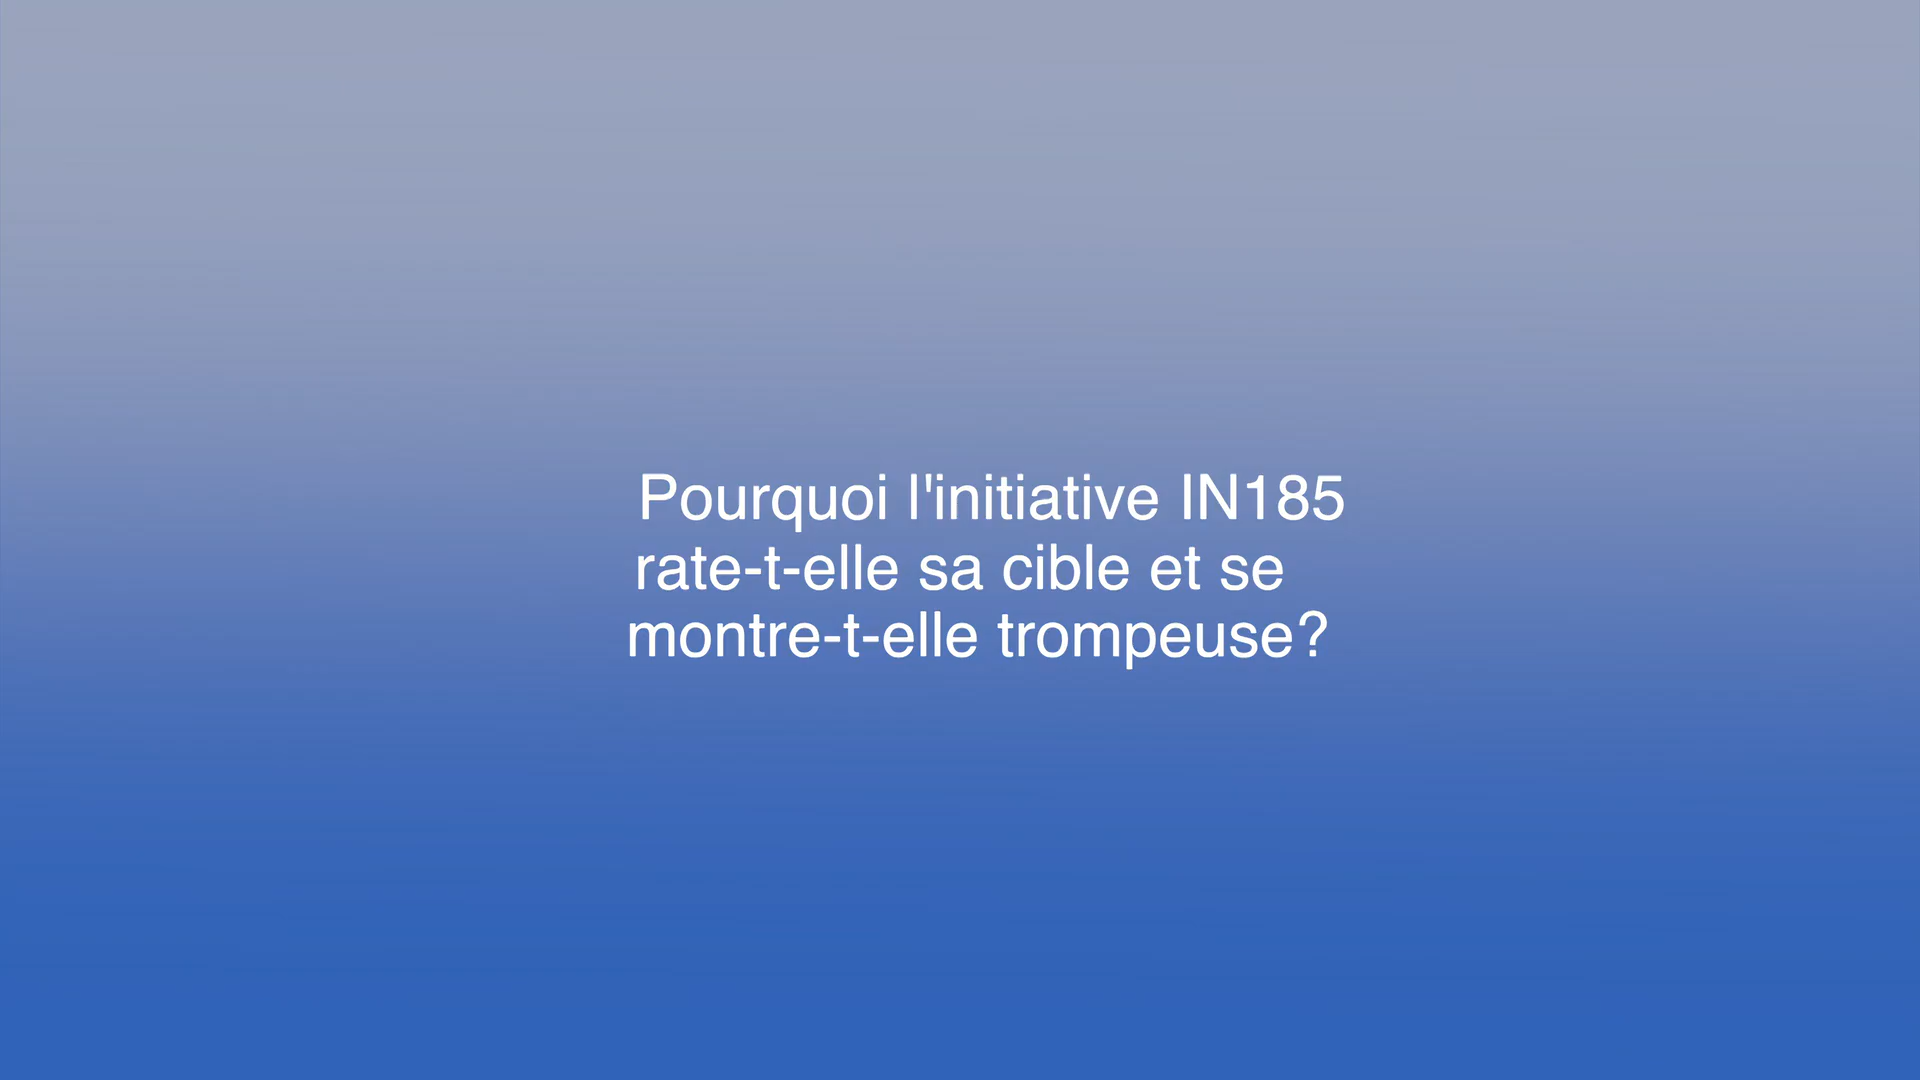 Pourquoi l'initiative IN185
rate-t-elle sa cible et se
montre-t-elle trompeuse?